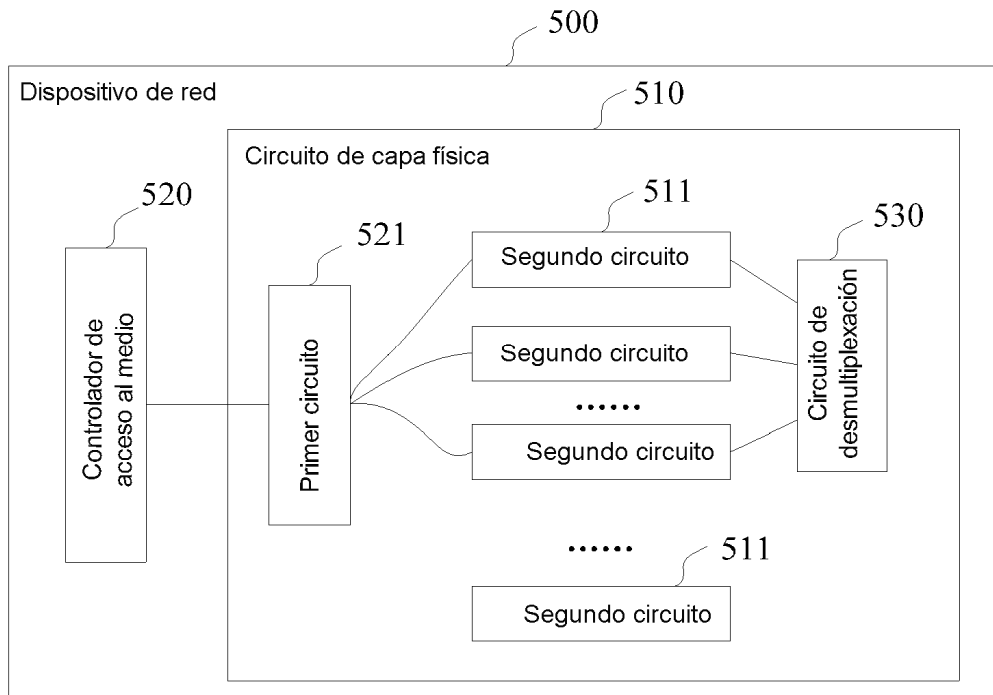 500
Dispositivo de red
510
Circuito de capa física
520
Controlador de
acceso al medio
521
Primer circuito
511
Segundo circuito
Segundo circuito
......
Segundo circuito
530
Circuito de
desmultiplexación
......
511
Segundo circuito